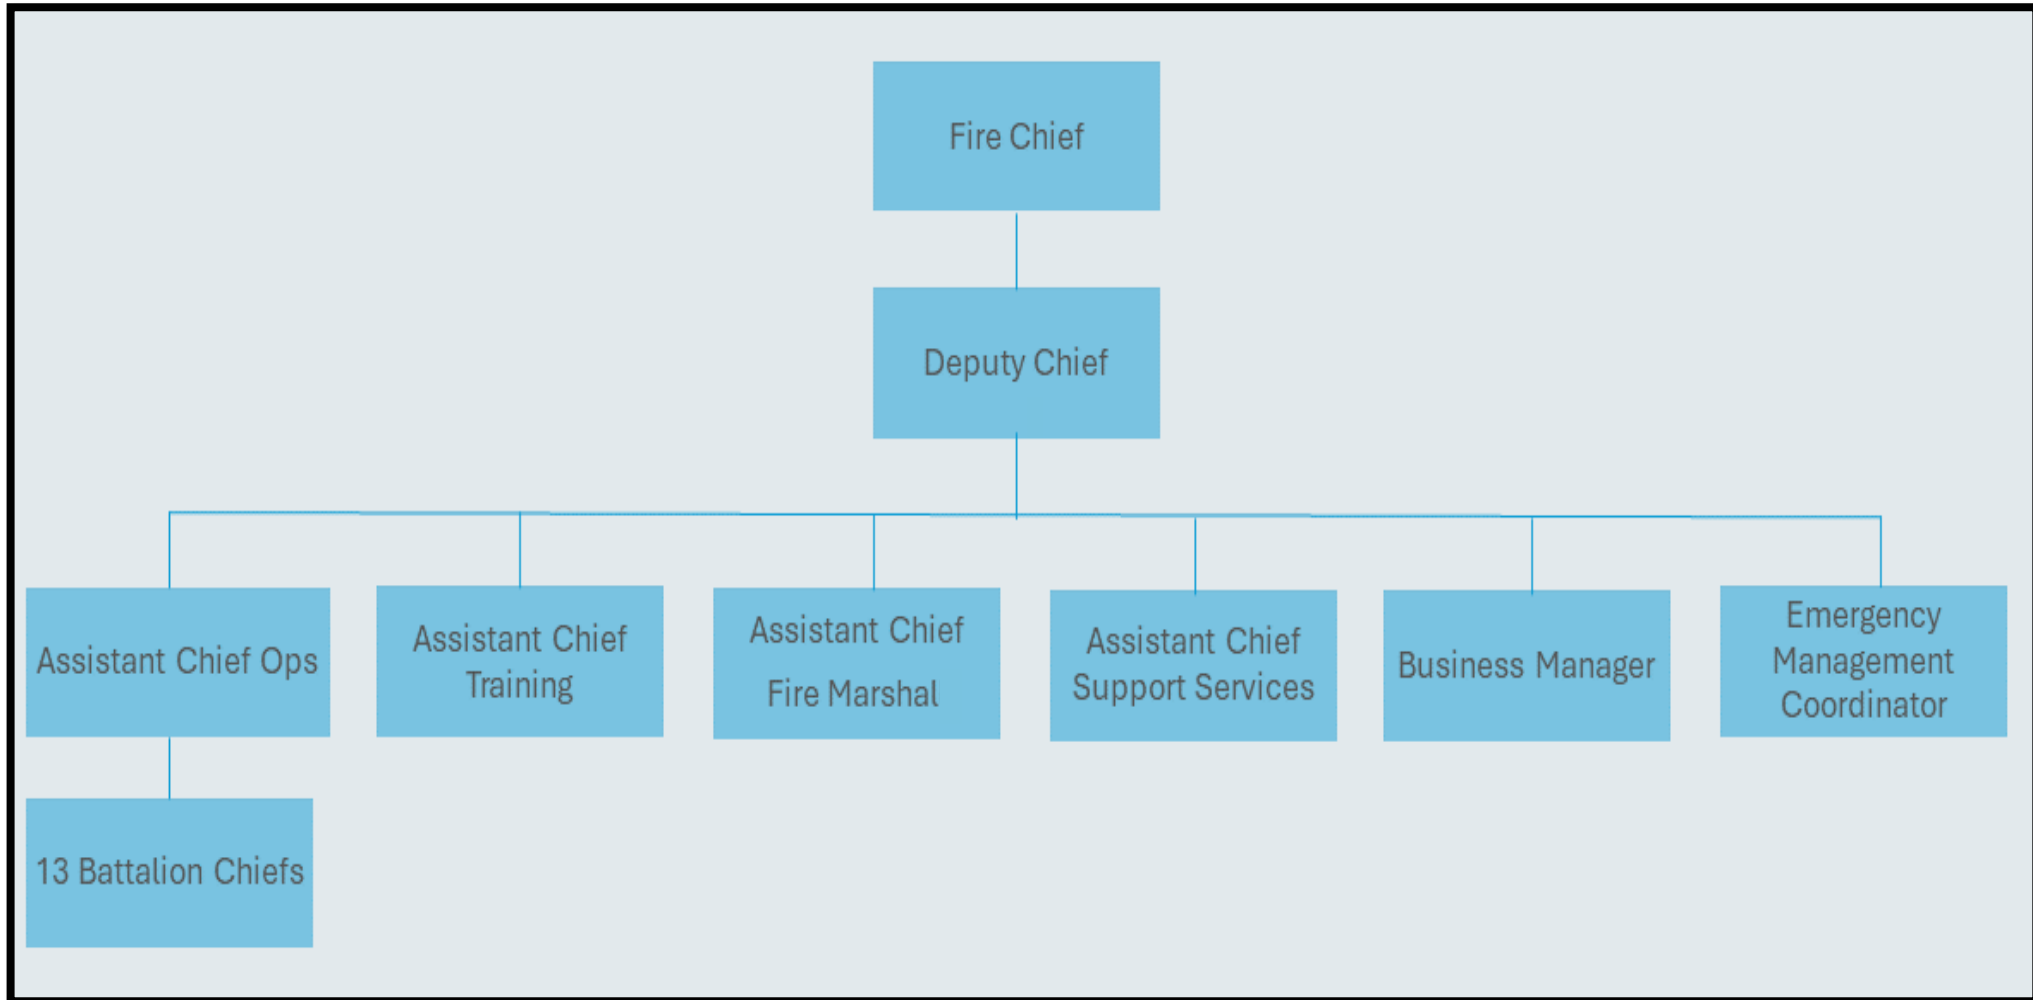 Fire Chief
Deputy Chief
Assistant Chief Ops
Assistant Chief
Training
Assistant Chief
Fire Marshal
Assistant Chief
Support Services
Business Manager
Emergency
Management
Coordinator
13 Battalion Chiefs